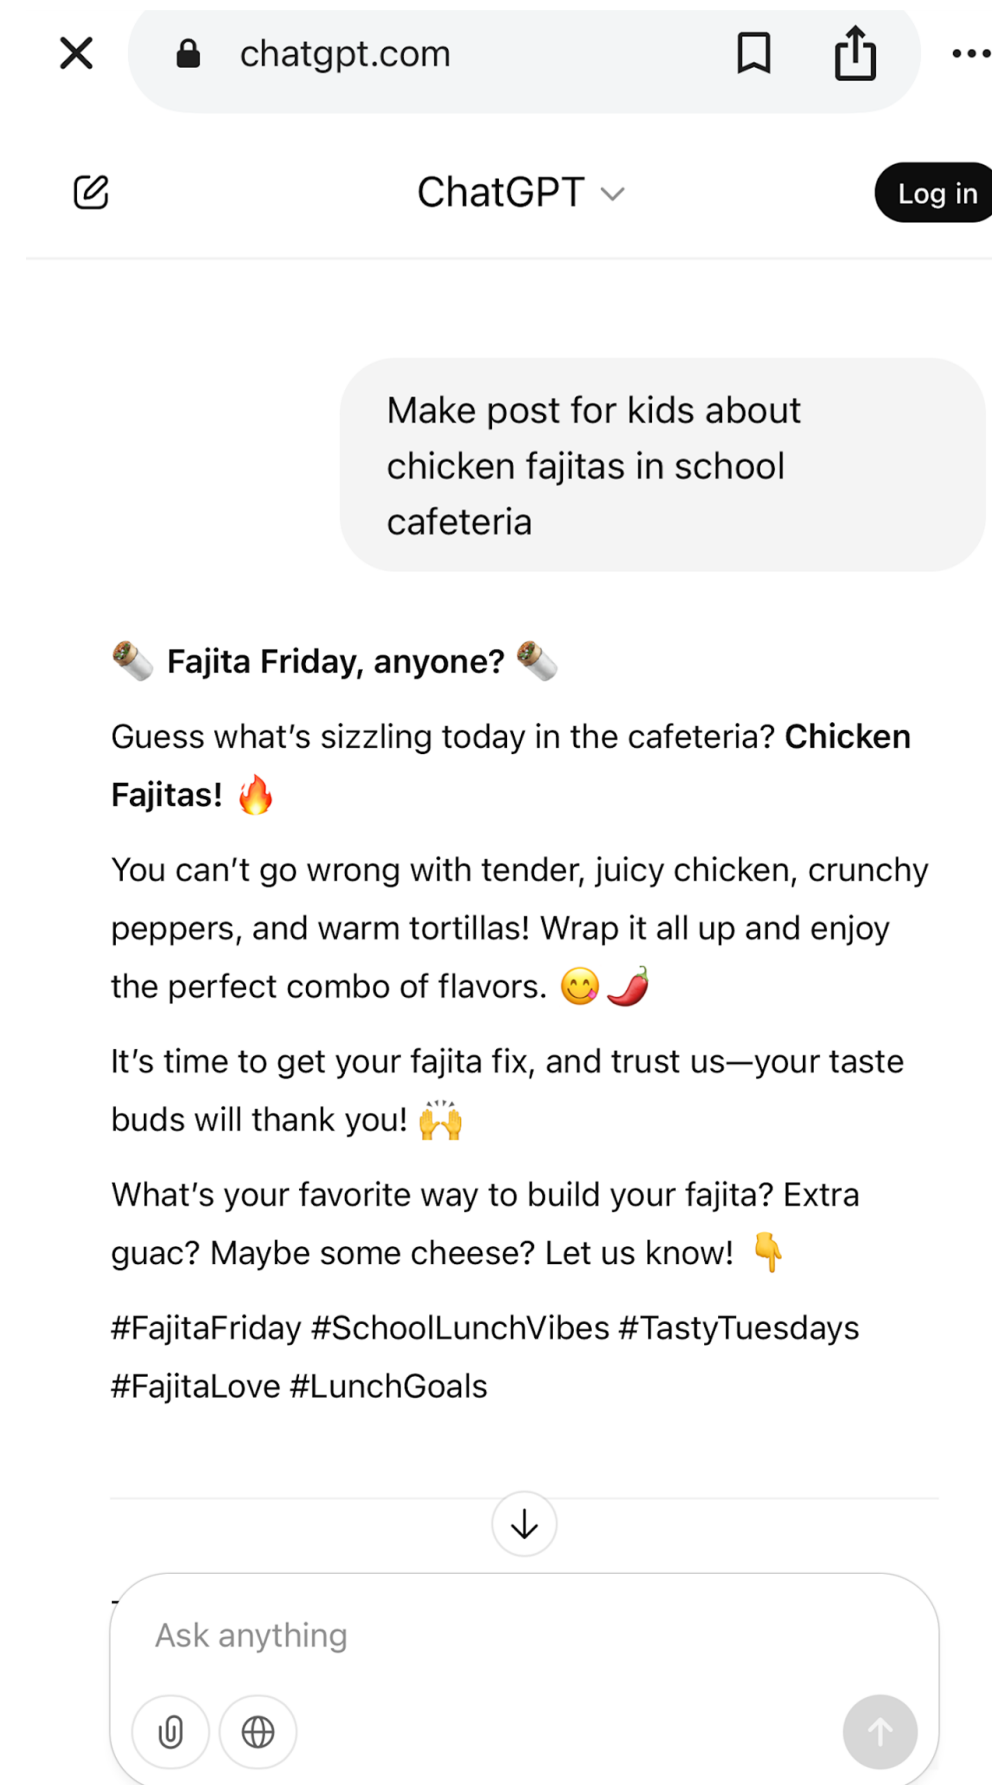 chatgpt.com
ChatGPT
Log in
Make post for kids about
chicken fajitas in school
cafeteria
🌯 Fajita Friday, anyone? 🌯
Guess what's sizzling today in the cafeteria? Chicken
Fajitas! 🔥
You can't go wrong with tender, juicy chicken, crunchy
peppers, and warm tortillas! Wrap it all up and enjoy
the perfect combo of flavors. 😋🌶️
It's time to get your fajita fix, and trust us—your taste
buds will thank you! 🙌
What's your favorite way to build your fajita? Extra
guac? Maybe some cheese? Let us know! 👇
#FajitaFriday #SchoolLunchVibes #TastyTuesdays
#FajitaLove #LunchGoals
Ask anything